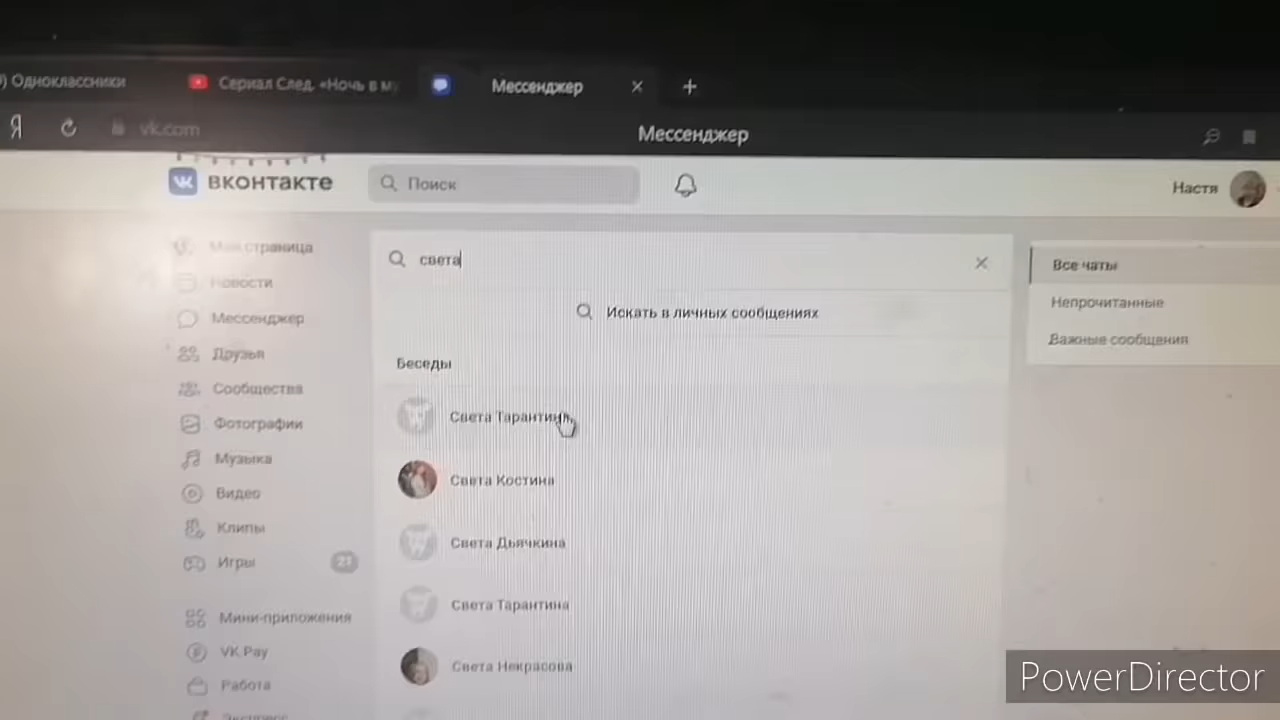 ) Одноклассники
Сериал След. «Ночь в му
Мессенджер
Я
vk.com
Мессенджер
вконтакте
Поиск
Настя
Моя страница
Новости
Мессенджер
Друзья
Сообщества
Фотографии
Музыка
Видео
Клипы
Игры
Мини-приложения
VK Pay
Работа
света
Искать в личных сообщениях
Беседы
Света Тарантина
Света Костина
Света Дьячкина
Света Тарантина
Света Некрасова
Все чаты
Непрочитанные
Важные сообщения
PowerDirector